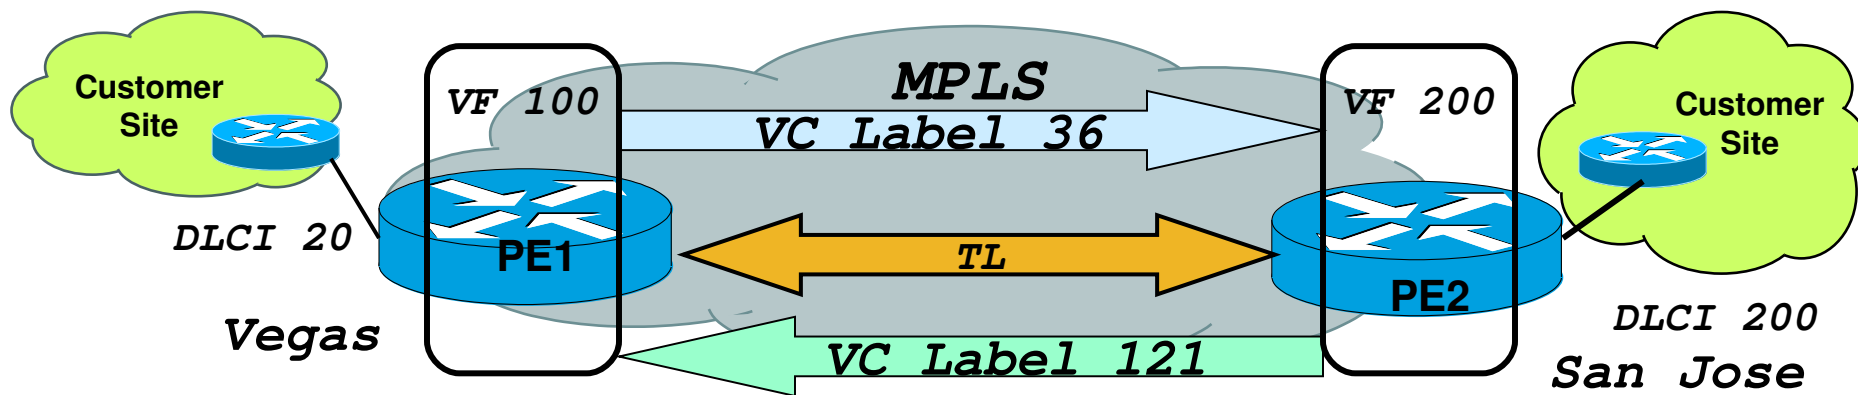 MPLS
Customer
Site
VF 100
VF 200
Customer
Site
VC Label 36
DLCI 20
PE1
TL
PE2
DLCI 200
Vegas
VC Label 121
San Jose